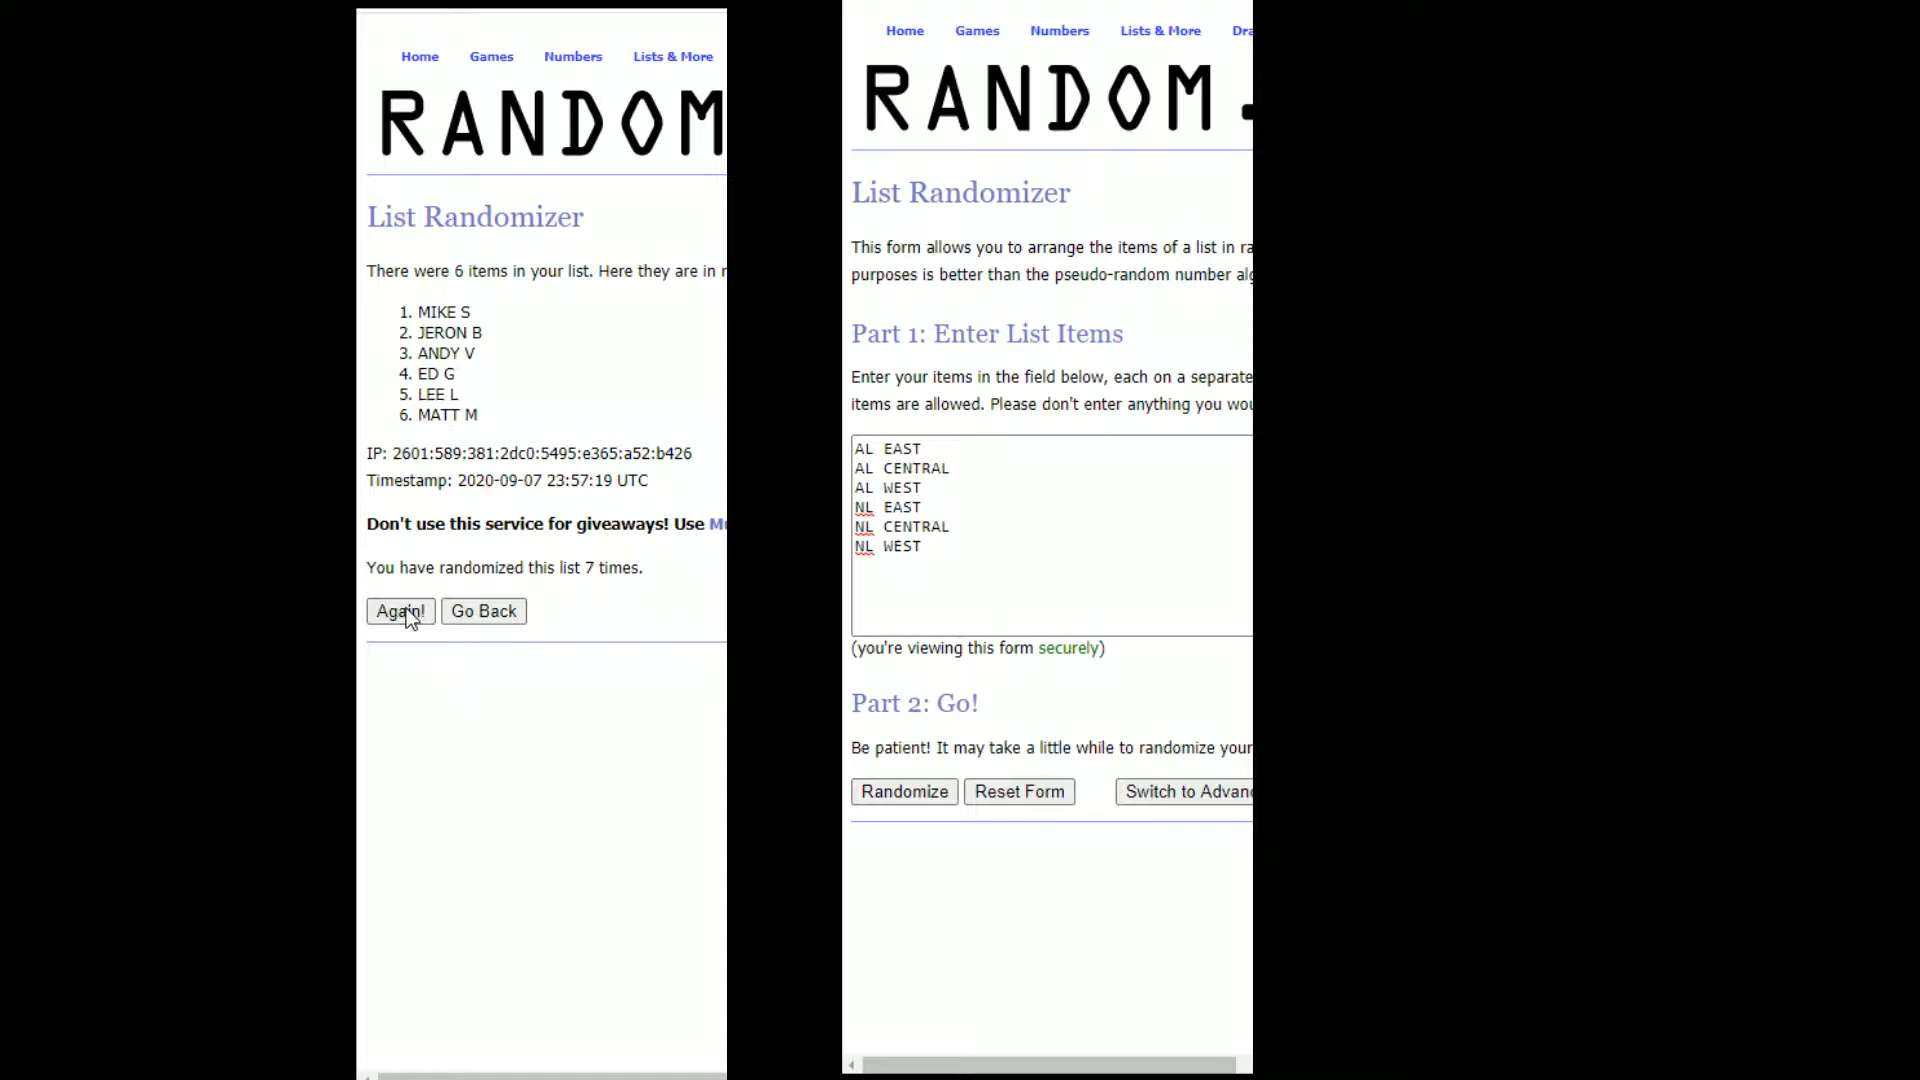 Home Games Numbers Lists & More
RANDOM
List Randomizer
There were 6 items in your list. Here they are in
1. MIKE S
2. JERON B
3. ANDY V
4. ED G
5. LEE L
6. MATT M
IP: 2601:589:381:2dc0:5495:e365:a52:b426
Timestamp: 2020-09-07 23:57:19 UTC
Don't use this service for giveaways! Use
You have randomized this list 7 times.
Again! Go Back
Home Games Numbers Lists & More
RANDOM.
List Randomizer
This form allows you to arrange the items of a list in
purposes is better than the pseudo-random number
Part 1: Enter List Items
Enter your items in the field below, each on a separate
items are allowed. Please don't enter anything you
AL EAST
AL CENTRAL
AL WEST
NL EAST
NL CENTRAL
NL WEST
(you're viewing this form securely)
Part 2: Go!
Be patient! It may take a little while to randomize your
Randomize Reset Form Switch to